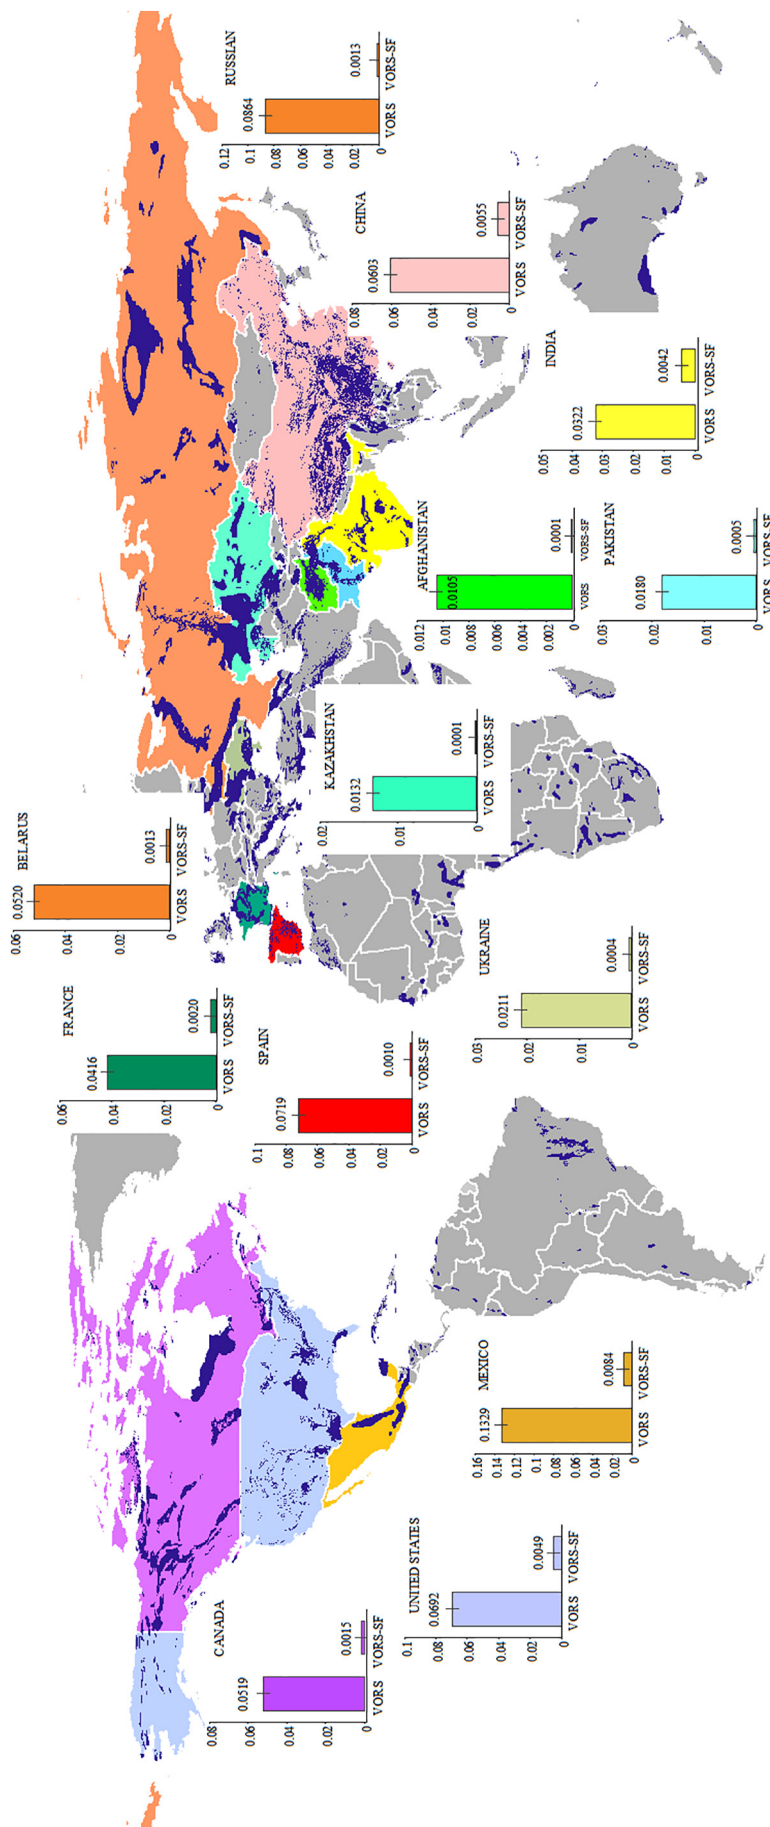 CANADA
0.08
0.06
0.04
0.02
0
0.0519
0.0015
VORS
VORS-SF
UNITED STATES
0.1
0.08
0.06
0.04
0.02
0
0.0692
0.0049
VORS
VORS-SF
MEXICO
0.16
0.14
0.12
0.1
0.08
0.06
0.04
0.02
0
0.1329
0.0084
VORS
VORS-SF
FRANCE
0.06
0.04
0.02
0
0.0416
0.0020
VORS
VORS-SF
SPAIN
0.1
0.08
0.06
0.04
0.02
0
0.0719
0.0010
VORS
VORS-SF
BELARUS
0.06
0.04
0.02
0
0.0520
0.0013
VORS
VORS-SF
UKRAINE
0.03
0.02
0.01
0
0.0211
0.0004
VORS
VORS-SF
KAZAKHSTAN
0.02
0.01
0
0.0132
0.0001
VORS
VORS-SF
AFGHANISTAN
0.012
0.01
0.008
0.006
0.004
0.002
0
0.0105
0.0001
VORS
VORS-SF
PAKISTAN
0.03
0.02
0.01
0
0.0180
0.0005
VORS
VORS-SF
INDIA
0.05
0.04
0.03
0.02
0.01
0
0.0322
0.0042
VORS
VORS-SF
CHINA
0.08
0.06
0.04
0.02
0
0.0603
0.0055
VORS
VORS-SF
RUSSIAN
0.12
0.1
0.08
0.06
0.04
0.02
0
0.0864
0.0013
VORS
VORS-SF